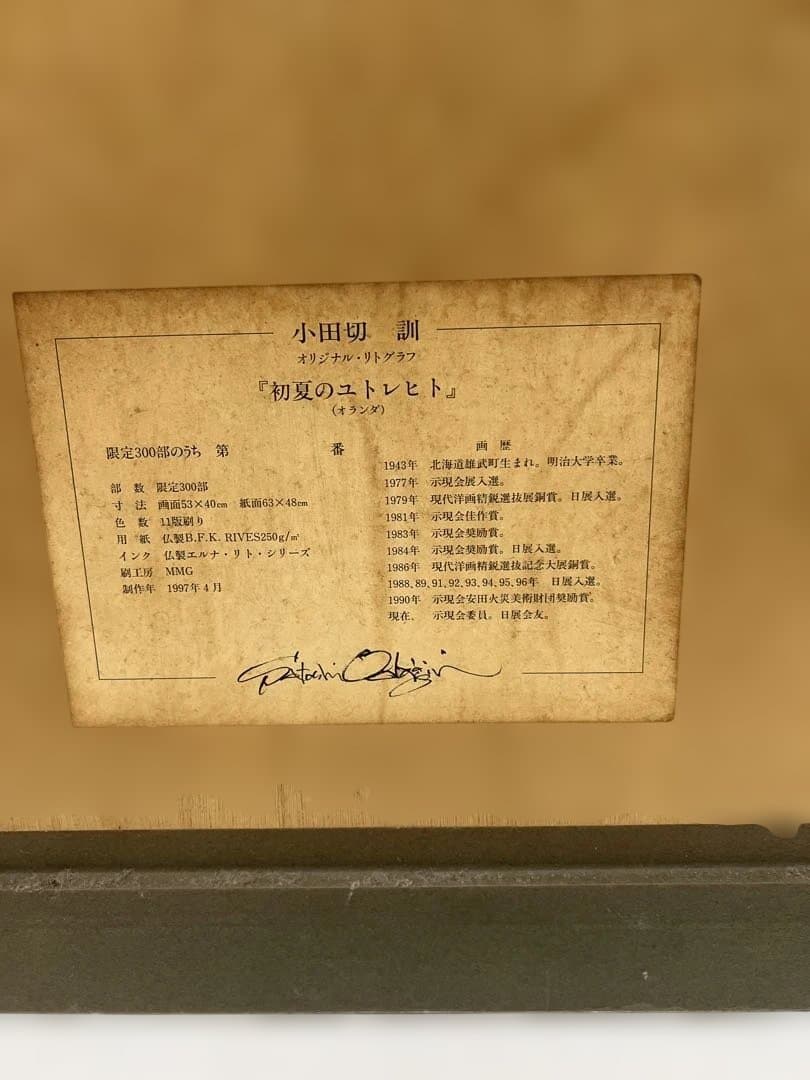 小田切 訓
オリジナル・リトグラフ
『初夏のユトレヒト』
(オランダ)
限定300部のうち 第 番
部 数 限定300部
寸 法 画面53×40cm 紙面63×48cm
色 数 11版刷り
用 紙 仏製B.F.K. RIVES250g/㎡
インク 仏製エルナ・リト・シリーズ
刷工房 MMG
制作年 1997年4月
画 歴
1943年 北海道雄武町生まれ。明治大学卒業。
1977年 示現会展入選。
1979年 現代洋画精鋭選抜展銅賞。日展入選。
1981年 示現会佳作賞。
1983年 示現会奨励賞。
1984年 示現会奨励賞。日展入選。
1986年 現代洋画精鋭選抜記念大展銅賞。
1988、89、91、92、93、94、95、96年 日展入選。
1990年 示現会安田火災美術財団奨励賞。
現在、 示現会委員。日展会友。
Satoshi Otagiri